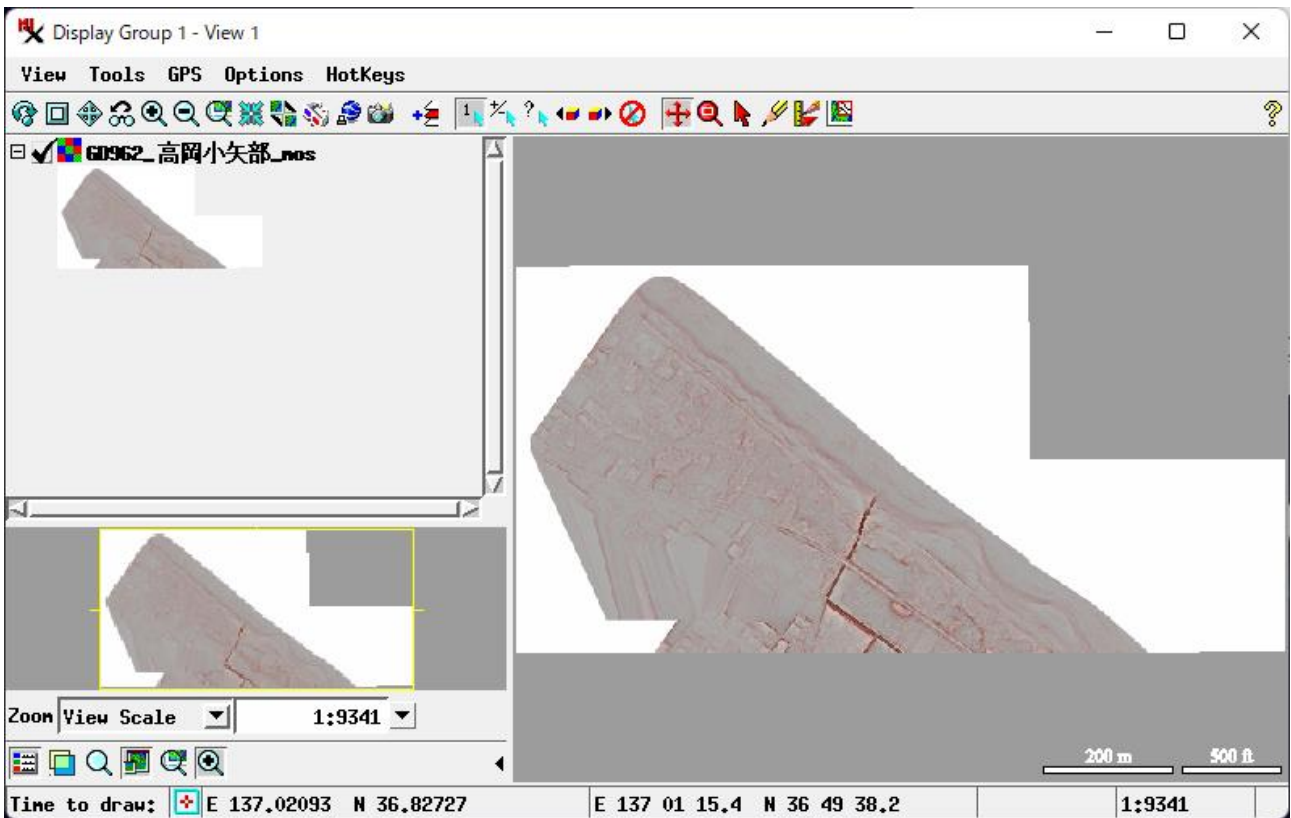 Display Group 1 - View 1
View Tools GPS Options HotKeys
GD962_高岡小矢部_mos
Zoom View Scale 1:9341
200 m 500 ft
Time to draw: E 137.02093 N 36.82727 E 137 01 15.4 N 36 49 38.2 1:9341